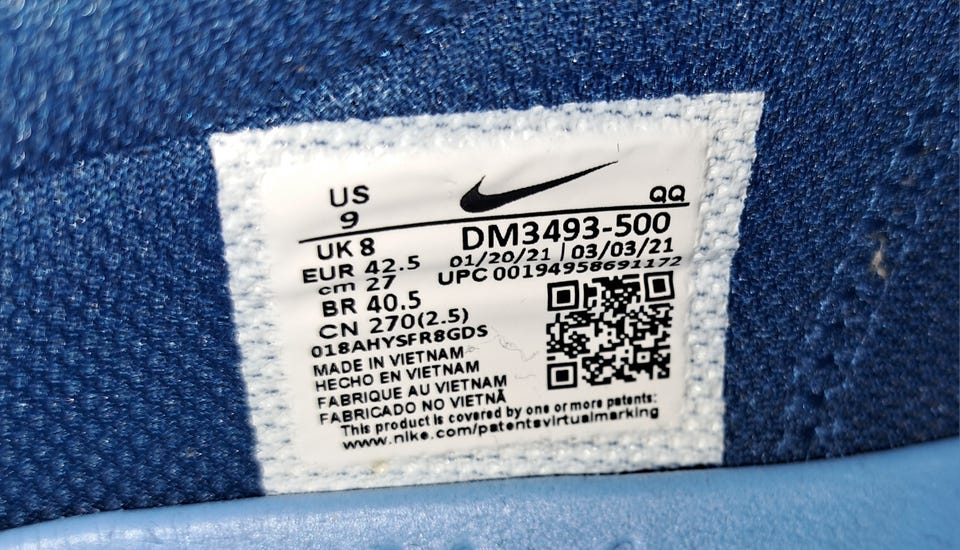 US
9
QQ
UK 8
EUR 42.5
cm 27
BR 40.5
CN 270(2.5)
018AHYSFR8GDS
DM3493-500
01/20/21 | 03/03/21
UPC 00194958691172
MADE IN VIETNAM
HECHO EN VIETNAM
FABRIQUE AU VIETNAM
FABRICADO NO VIETNÃ
This product is covered by one or more patents:
www.nike.com/patentsvirtualmarking